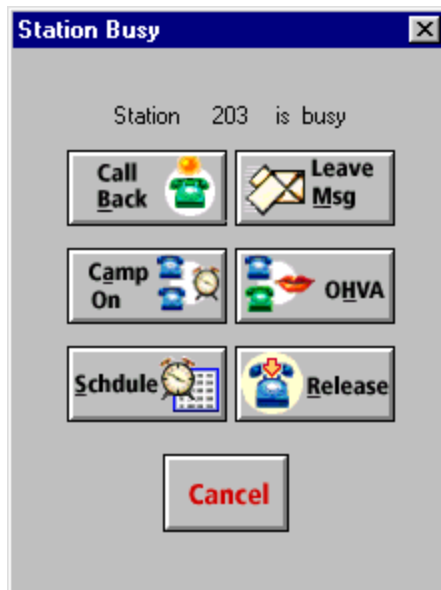 Station Busy
Station 203 is busy
Call
Back
Leave
Msg
Camp
On
OHVA
Schdule
Release
Cancel